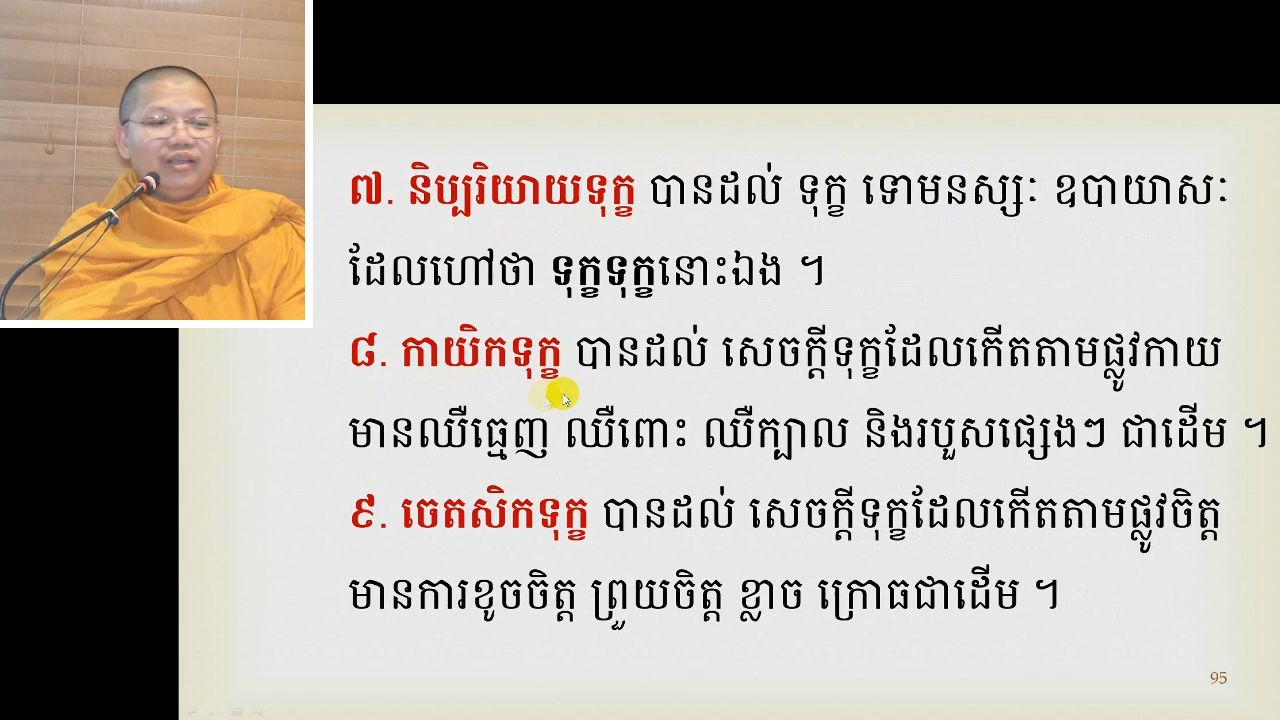 ៧. និប្បរិយាយទុក្ខ បានដល់ ទុក្ខ ទោមនស្សៈ ឧបាយាសៈ
ដែលហៅថា ទុក្ខទុក្ខនោះឯង ។
៨. កាយិកទុក្ខ បានដល់ សេចក្តីទុក្ខដែលកើតតាមផ្លូវកាយ
មានឈឺធ្មេញ ឈឺពោះ ឈឺក្បាល និងរបួសផ្សេងៗ ជាដើម ។
៩. ចេតសិកទុក្ខ បានដល់ សេចក្តីទុក្ខដែលកើតតាមផ្លូវចិត្ត
មានការខូចចិត្ត ព្រួយចិត្ត ខ្លាច ក្រោធជាដើម ។
95